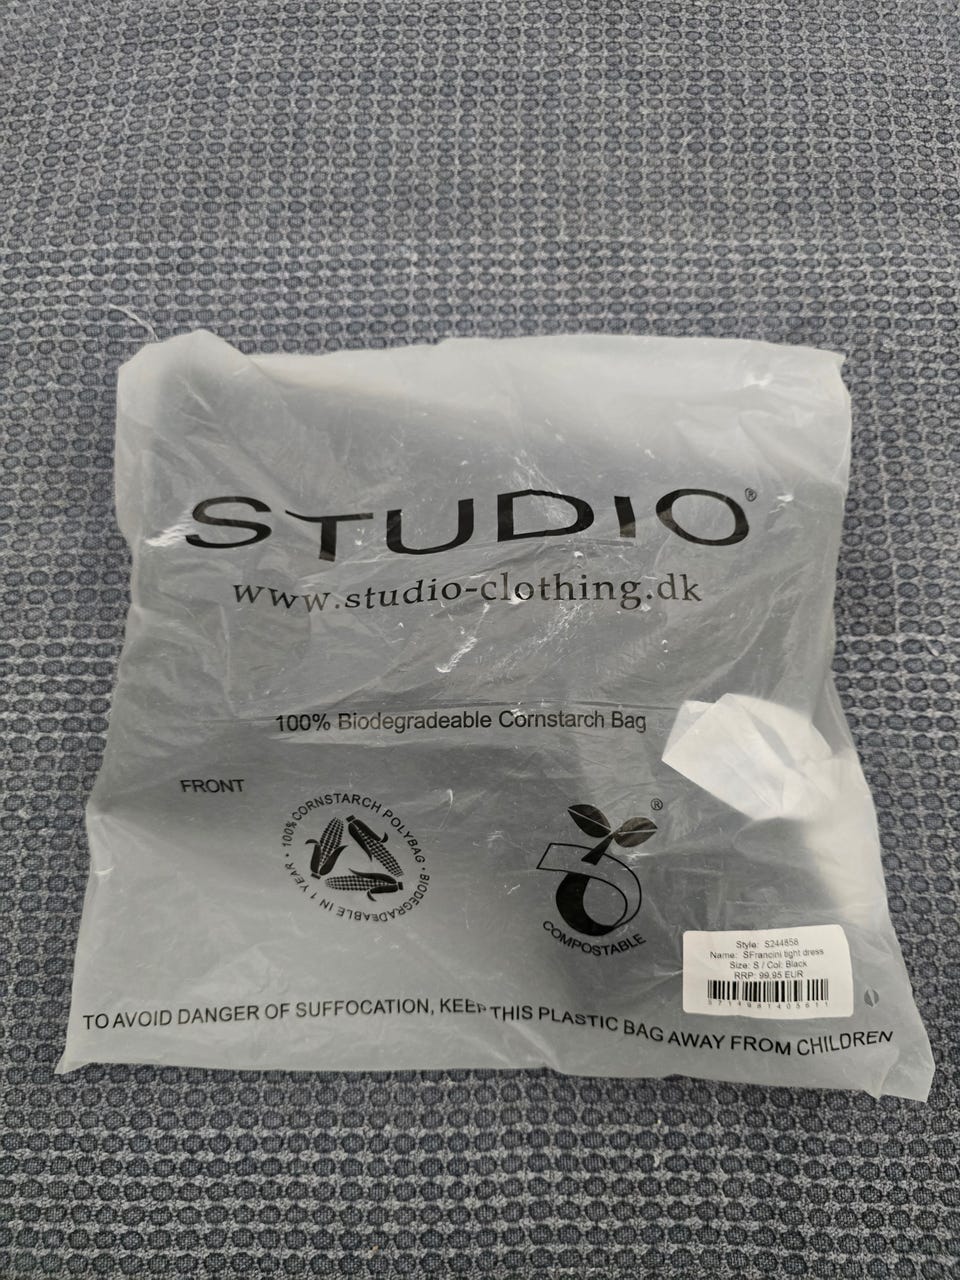 STUDIO®
www.studio-clothing.dk
100% Biodegradeable Cornstarch Bag
FRONT
100% CORNSTARCH POLYBAG • BIODEGRADEABLE IN 1 YEAR •
®
COMPOSTABLE
Style: S244858
Name: SFrancini tight dress
Size: S / Col: Black
RRP: 99,95 EUR
5714981405611
TO AVOID DANGER OF SUFFOCATION, KEEP THIS PLASTIC BAG AWAY FROM CHILDREN